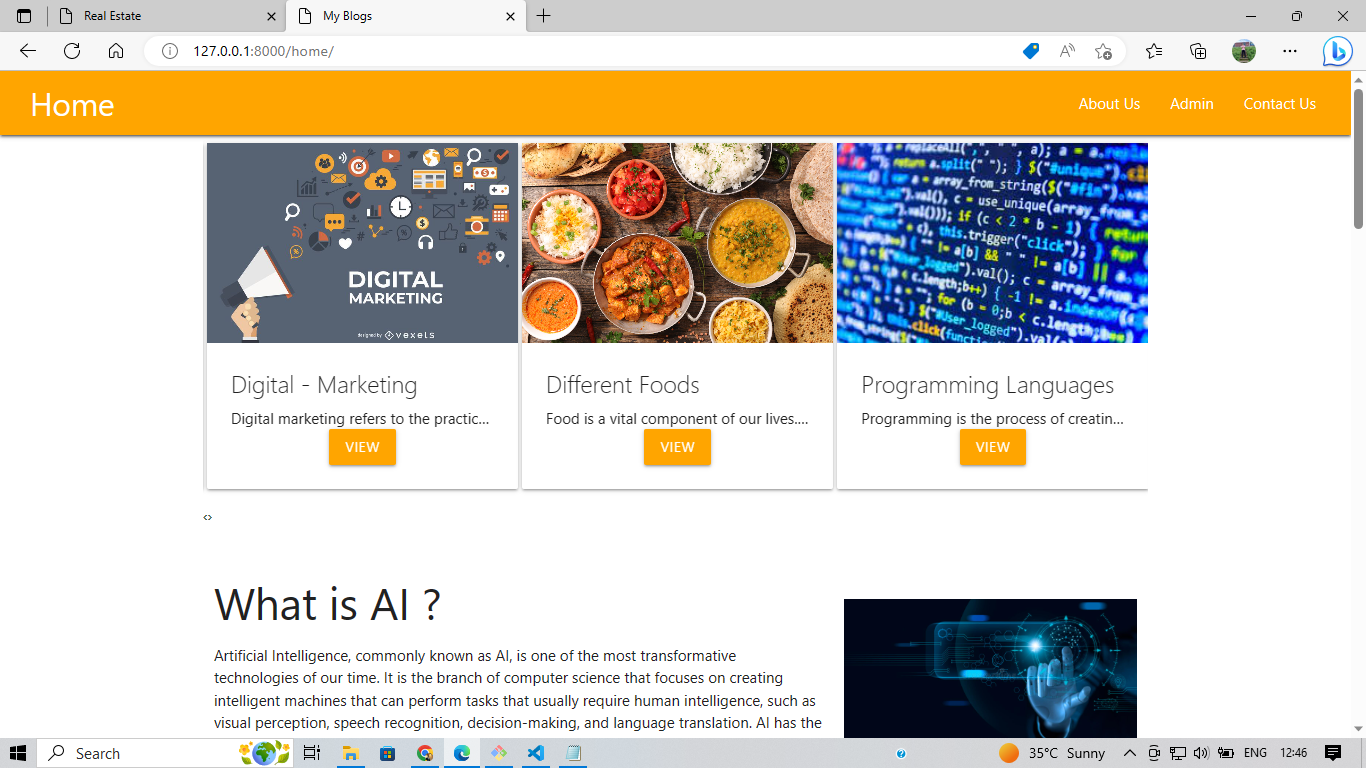 Real Estate
My Blogs
127.0.0.1:8000/home/
Home
About Us
Admin
Contact Us
DIGITAL
MARKETING
designed by vexels
Digital - Marketing
Digital marketing refers to the practic...
VIEW
Different Foods
Food is a vital component of our lives....
VIEW
Programming Languages
Programming is the process of creatin...
VIEW
<>
What is AI ?
Artificial Intelligence, commonly known as AI, is one of the most transformative
technologies of our time. It is the branch of computer science that focuses on creating
intelligent machines that can perform tasks that usually require human intelligence, such as
visual perception, speech recognition, decision-making, and language translation. AI has the
Search
35°C Sunny
ENG
12:46